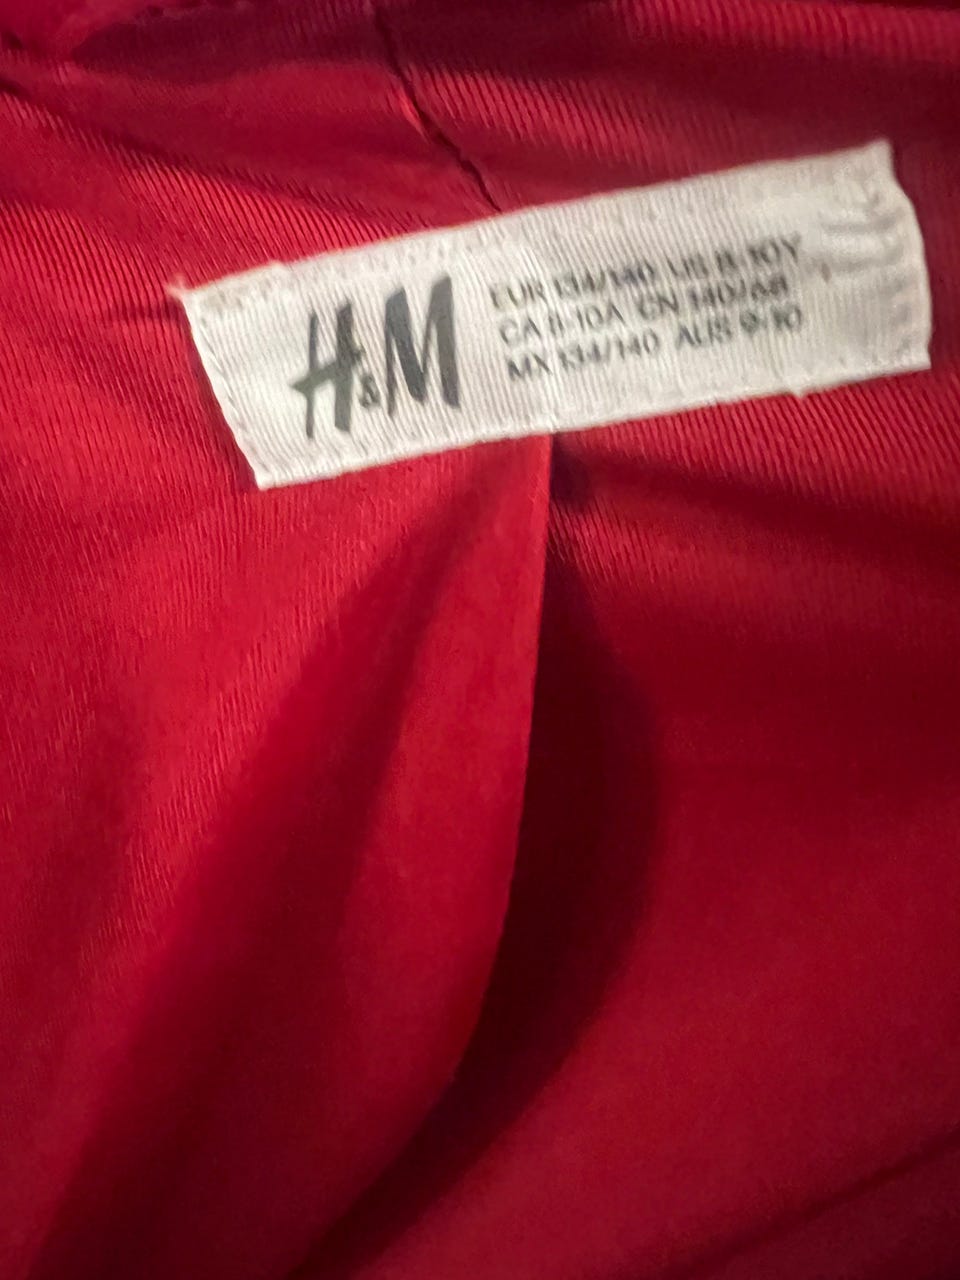 H&M
EUR 134/140 US 8-10Y
CA 8-10A CN 140/68
MX 134/140 AUS 9-10